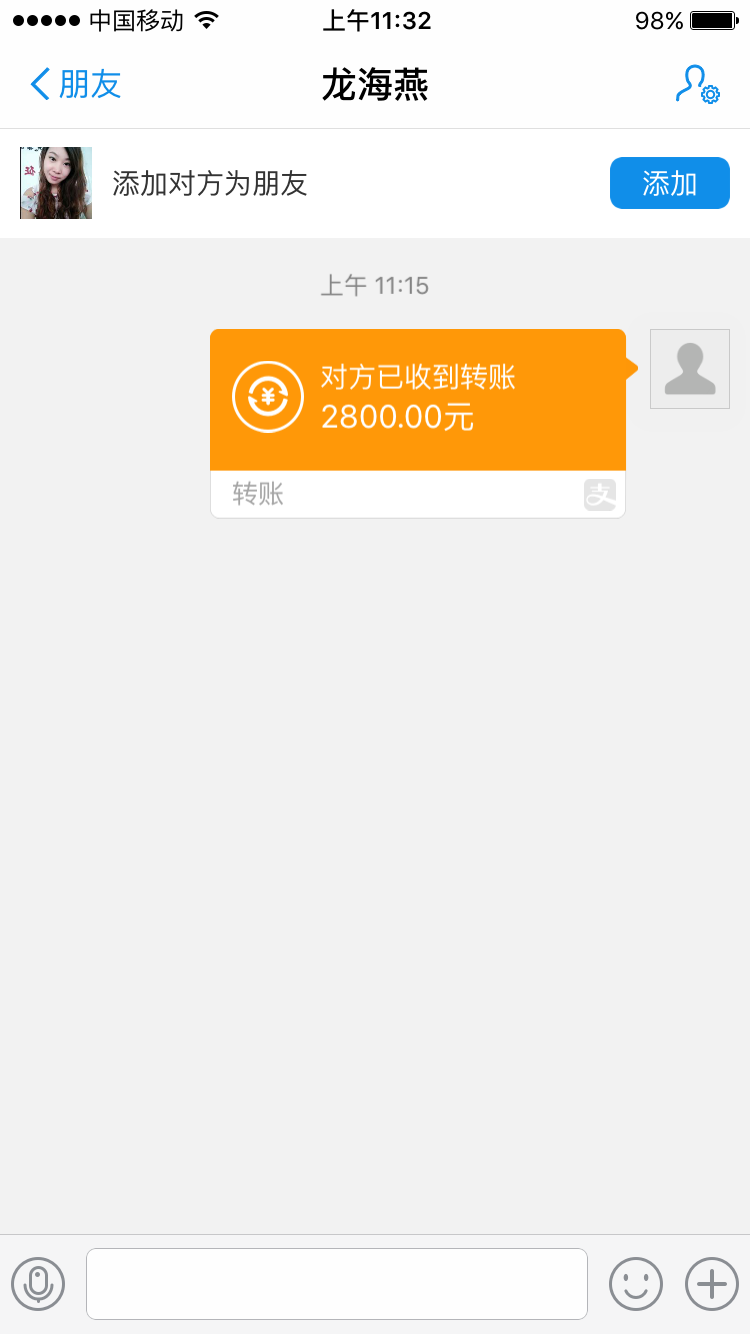 中国移动
上午11:32
98%
朋友
龙海燕
添加对方为朋友
添加
上午 11:15
对方已收到转账
2800.00元
转账
支